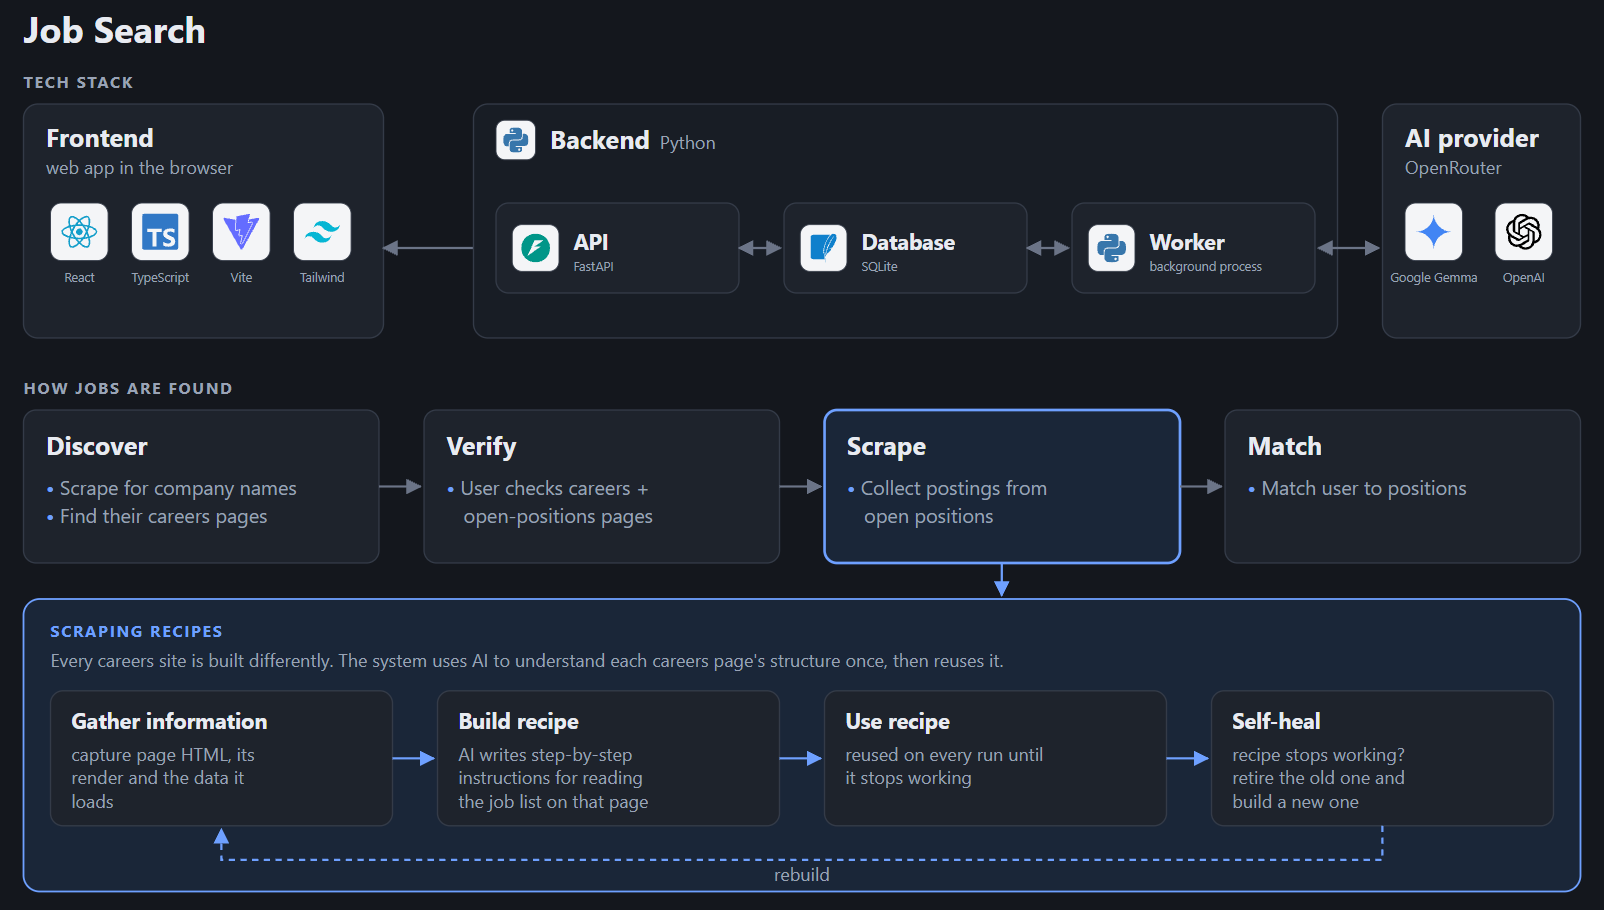 Job Search
TECH STACK
Frontend
web app in the browser
React
TS
TypeScript
Vite
Tailwind
Backend Python
API
FastAPI
Database
SQLite
Worker
background process
AI provider
OpenRouter
Google Gemma
OpenAI
HOW JOBS ARE FOUND
Discover
• Scrape for company names
• Find their careers pages
Verify
• User checks careers +
open-positions pages
Scrape
• Collect postings from
open positions
Match
• Match user to positions
SCRAPING RECIPES
Every careers site is built differently. The system uses AI to understand each careers page's structure once, then reuses it.
Gather information
capture page HTML, its
render and the data it
loads
Build recipe
AI writes step-by-step
instructions for reading
the job list on that page
Use recipe
reused on every run until
it stops working
Self-heal
recipe stops working?
retire the old one and
build a new one
rebuild